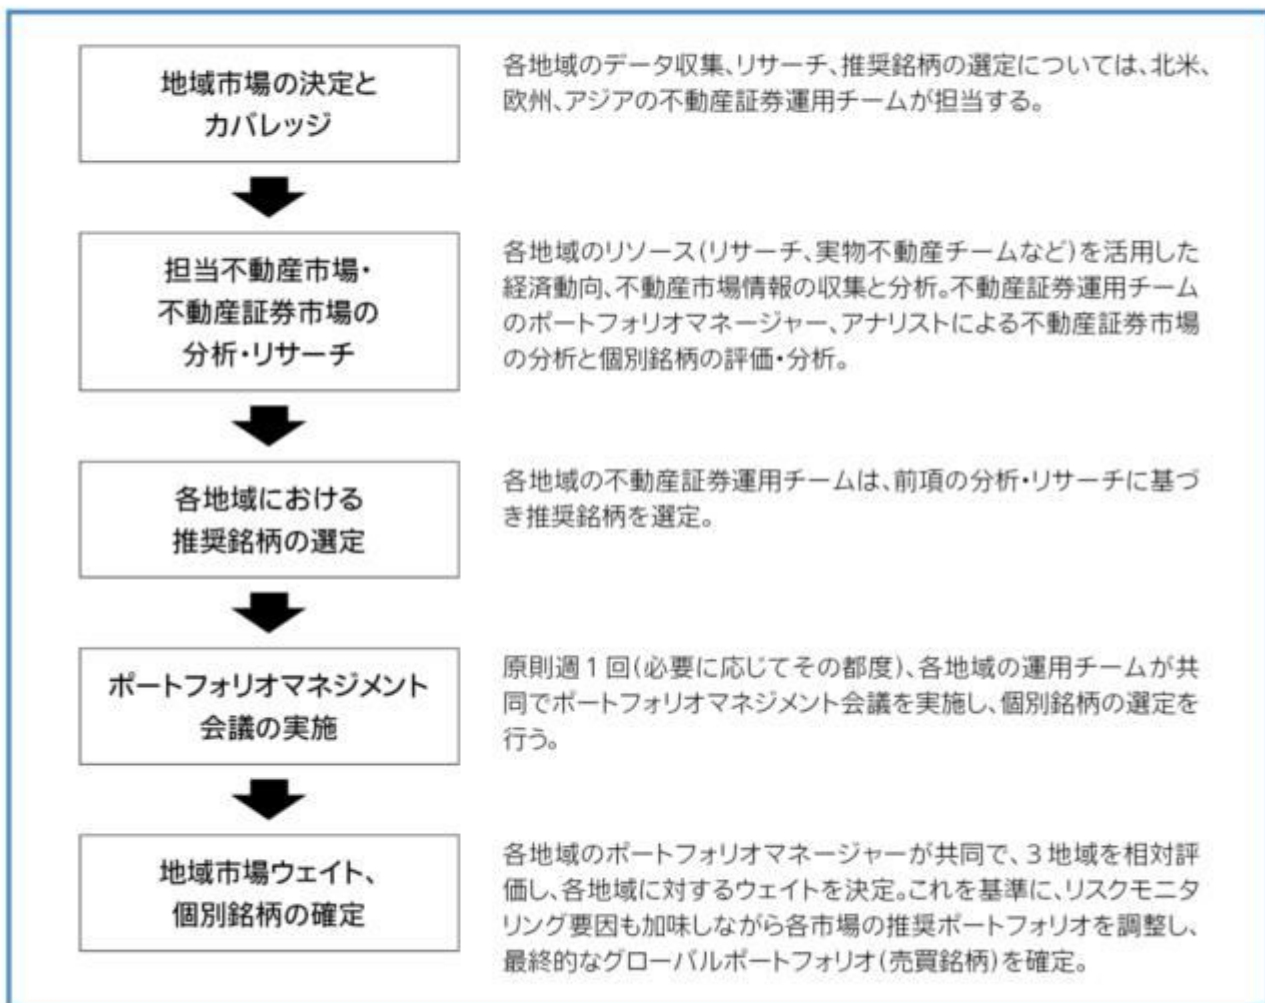 地域市場の決定と
カバレッジ
各地域のデータ収集、リサーチ、推奨銘柄の選定については、北米、
欧州、アジアの不動産証券運用チームが担当する。
担当不動産市場・
不動産証券市場の
分析・リサーチ
各地域のリソース(リサーチ、実物不動産チームなど)を活用した
経済動向、不動産市場情報の収集と分析。不動産証券運用チーム
のポートフォリオマネージャー、アナリストによる不動産証券市場
の分析と個別銘柄の評価・分析。
各地域における
推奨銘柄の選定
各地域の不動産証券運用チームは、前項の分析・リサーチに基づ
き推奨銘柄を選定。
ポートフォリオマネジメント
会議の実施
原則週1回(必要に応じてその都度)、各地域の運用チームが共
同でポートフォリオマネジメント会議を実施し、個別銘柄の選定を
行う。
地域市場ウェイト、
個別銘柄の確定
各地域のポートフォリオマネージャーが共同で、3地域を相対評
価し、各地域に対するウェイトを決定。これを基準に、リスクモニタ
リング要因も加味しながら各市場の推奨ポートフォリオを調整し、
最終的なグローバルポートフォリオ(売買銘柄)を確定。